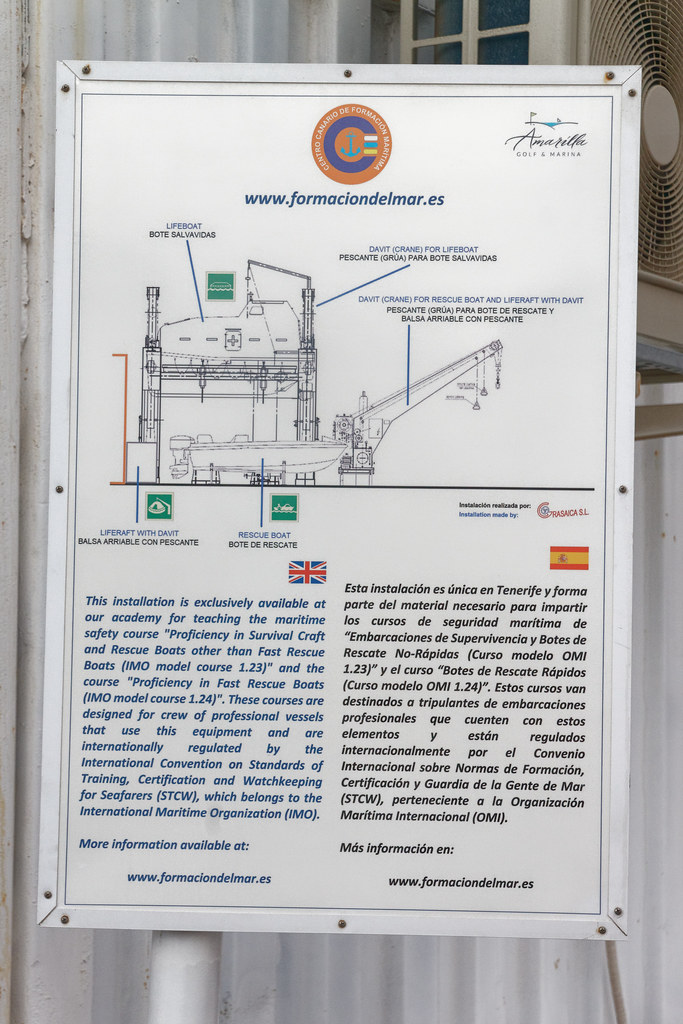 CENTRO CANARIO DE FORMACIÓN MARÍTIMA
Amarilla
GOLF & MARINA
www.formaciondelmar.es
LIFEBOAT
BOTE SALVAVIDAS
DAVIT (CRANE) FOR LIFEBOAT
PESCANTE (GRÚA) PARA BOTE SALVAVIDAS
DAVIT (CRANE) FOR RESCUE BOAT AND LIFERAFT WITH DAVIT
PESCANTE (GRÚA) PARA BOTE DE RESCATE Y
BALSA ARRIABLE CON PESCANTE
LIFERAFT WITH DAVIT
BALSA ARRIABLE CON PESCANTE
RESCUE BOAT
BOTE DE RESCATE
Instalación realizada por:
Installation made by:
RASAICA S.L.
This installation is exclusively available at
our academy for teaching the maritime
safety course "Proficiency in Survival Craft
and Rescue Boats other than Fast Rescue
Boats (IMO model course 1.23)" and the
course "Proficiency in Fast Rescue Boats
(IMO model course 1.24)". These courses are
designed for crew of professional vessels
that use this equipment and are
internationally regulated by the
International Convention on Standards of
Training, Certification and Watchkeeping
for Seafarers (STCW), which belongs to the
International Maritime Organization (IMO).
More information available at:
www.formaciondelmar.es
Esta instalación es única en Tenerife y forma
parte del material necesario para impartir
los cursos de seguridad marítima de
“Embarcaciones de Supervivencia y Botes de
Rescate No-Rápidas (Curso modelo OMI
1.23)” y el curso “Botes de Rescate Rápidos
(Curso modelo OMI 1.24)”. Estos cursos van
destinados a tripulantes de embarcaciones
profesionales que cuenten con estos
elementos y están regulados
internacionalmente por el Convenio
Internacional sobre Normas de Formación,
Certificación y Guardia de la Gente de Mar
(STCW), perteneciente a la Organización
Marítima Internacional (OMI).
Más información en:
www.formaciondelmar.es